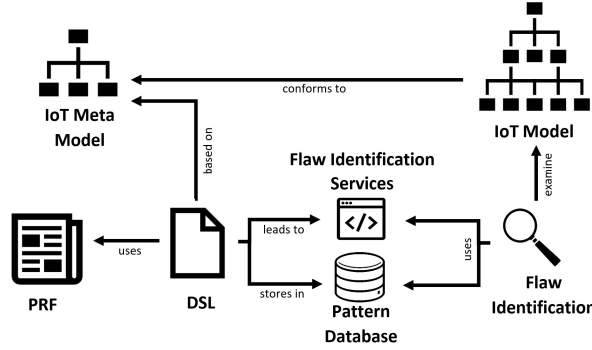 conforms to
IoT Meta
Model
IoT Model
based on
Flaw Identification
Services
examine
</>
leads to
uses
uses
stores in
PRF
DSL
Pattern
Database
Flaw
Identification